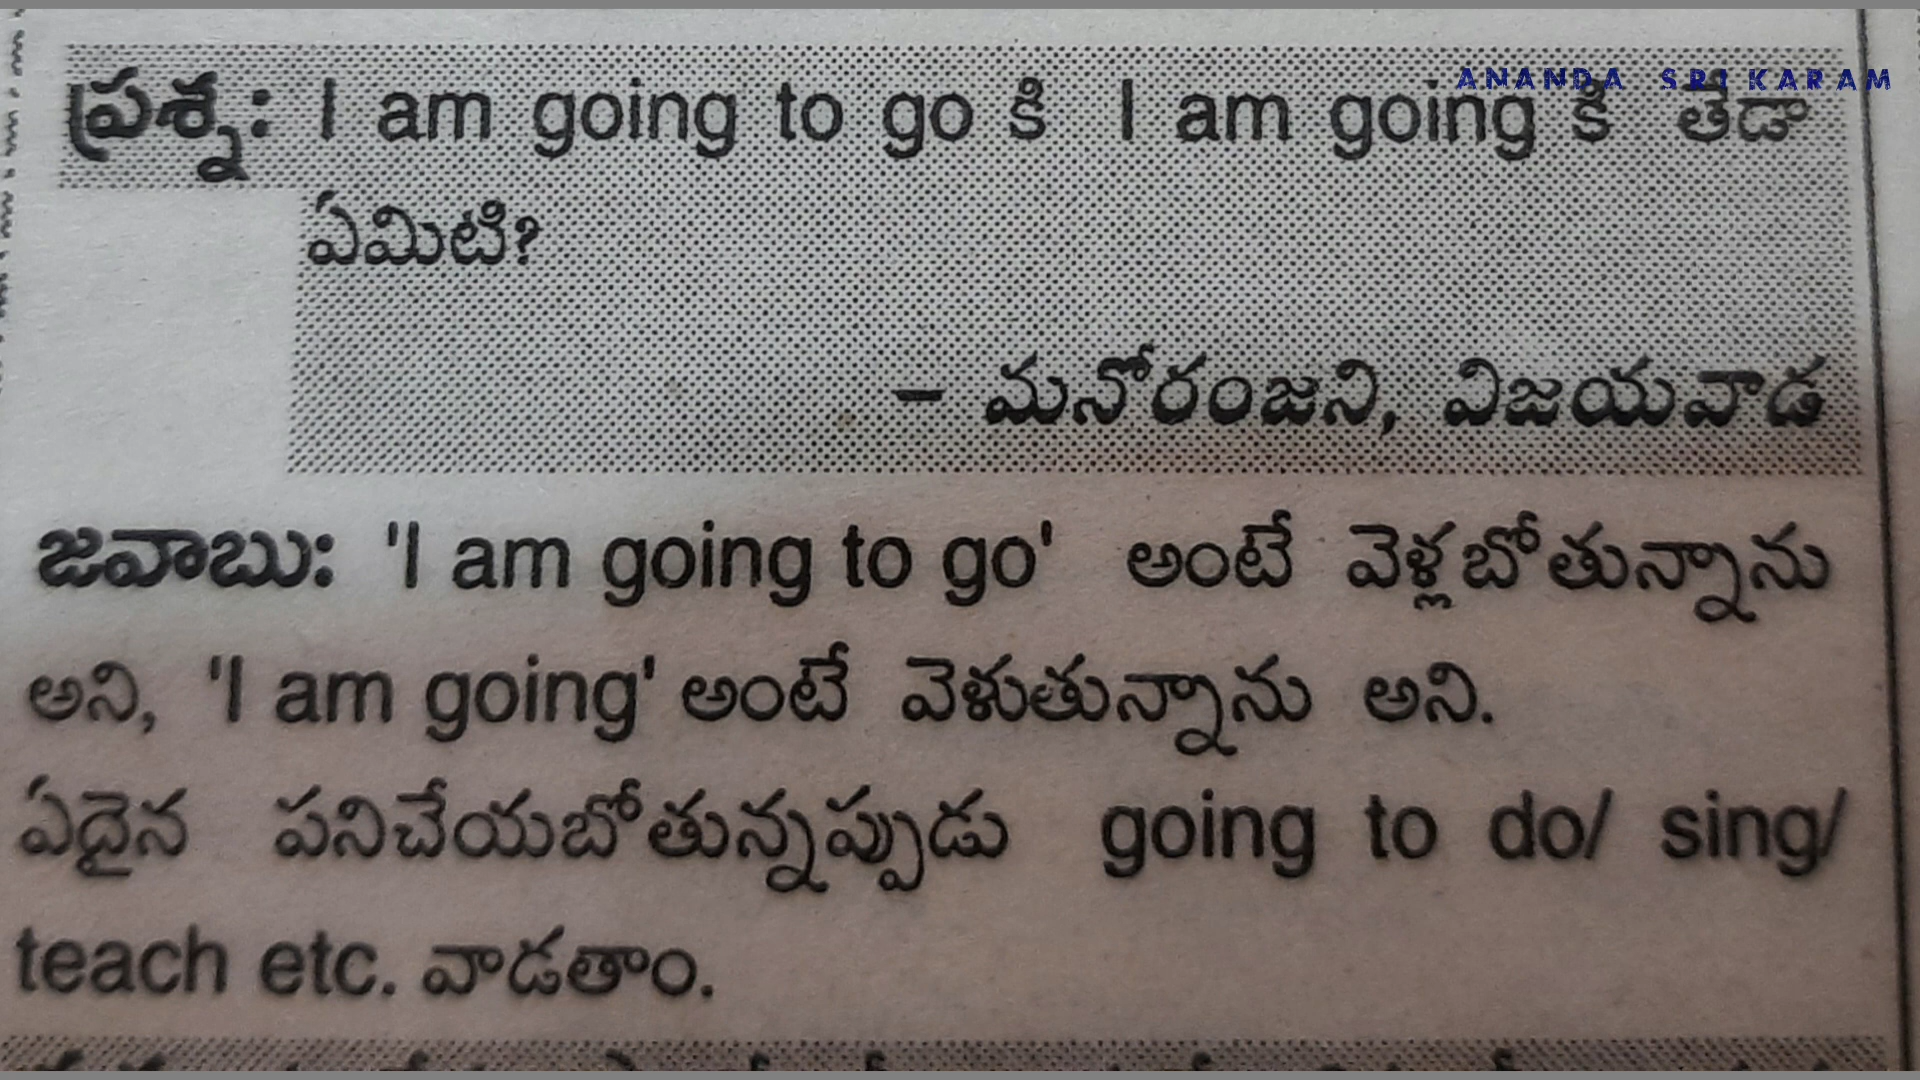 ANANDA SRI KARAM
ప్రశ్న: I am going to go కి I am going కి తేడా
ఏమిటి?
– మనోరంజని, విజయవాడ
జవాబు: 'I am going to go' అంటే వెళ్లబోతున్నాను
అని, 'I am going' అంటే వెళుతున్నాను అని.
ఏదైన పనిచేయబోతున్నప్పుడు going to do/ sing/
teach etc. వాడతాం.